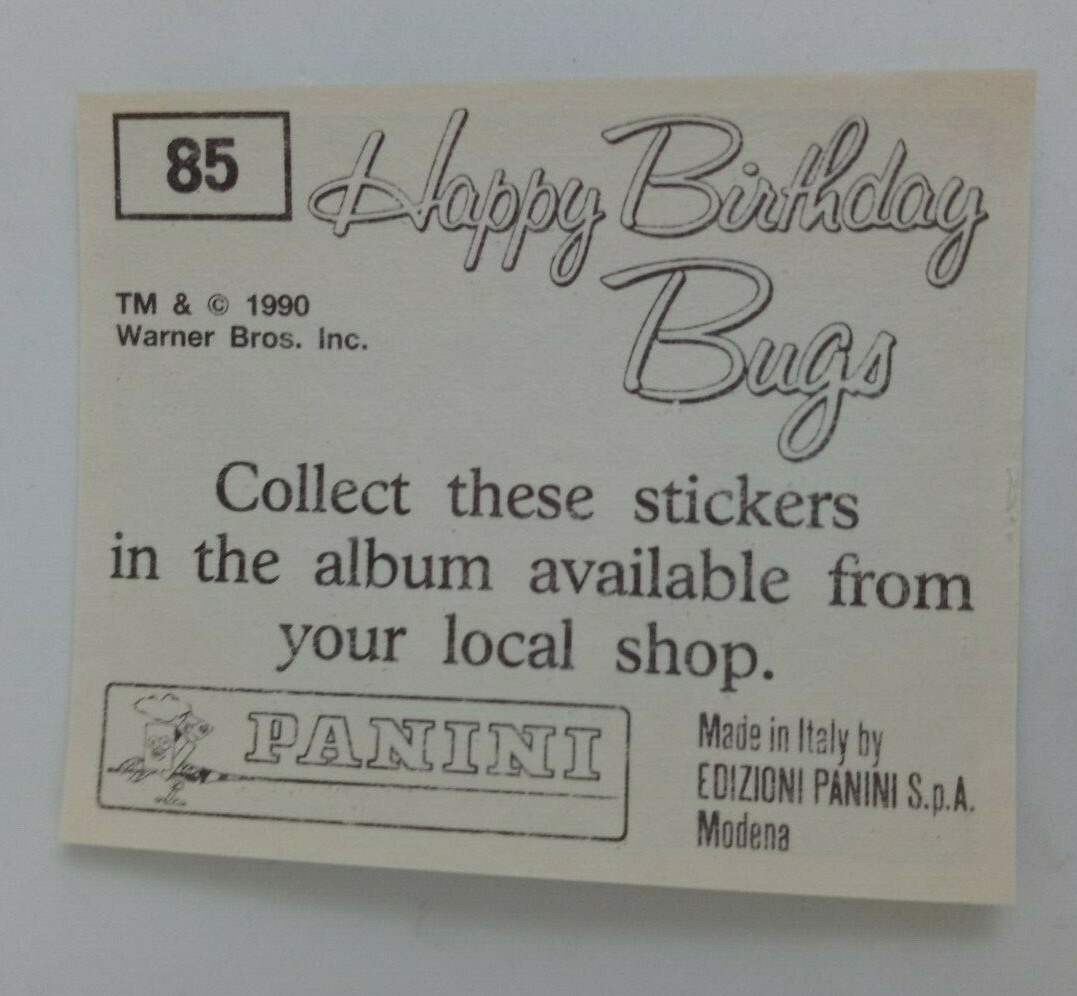 85
Happy Birthday
Bugs
TM & © 1990
Warner Bros. Inc.
Collect these stickers
in the album available from
your local shop.
PANINI
Made in Italy by
EDIZIONI PANINI S.p.A.
Modena